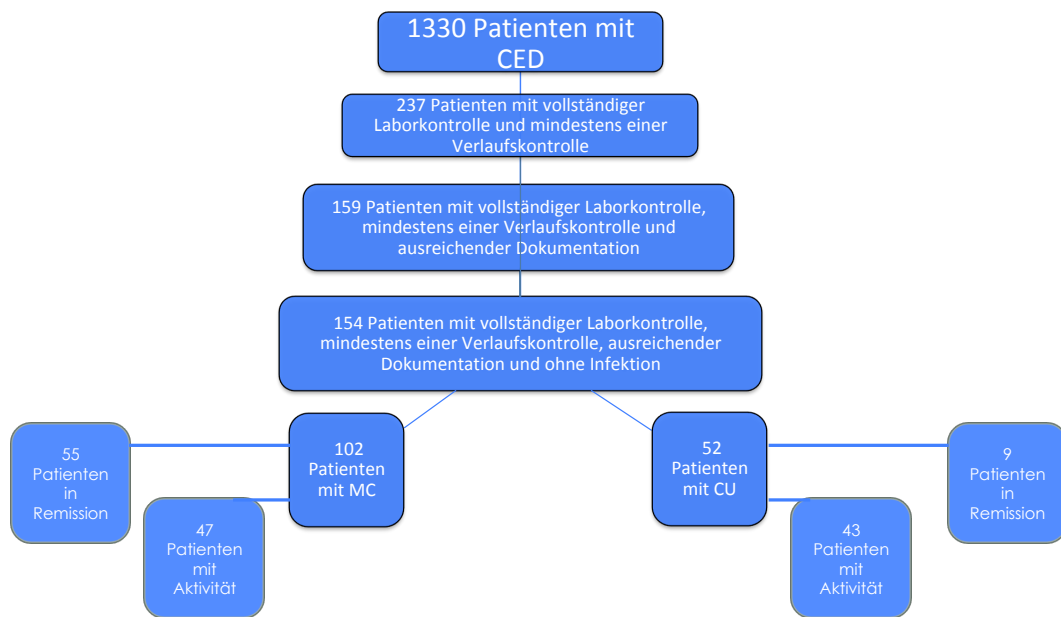 1330 Patienten mit
CED
237 Patienten mit vollständiger
Laborkontrolle und mindestens einer
Verlaufskontrolle
159 Patienten mit vollständiger Laborkontrolle,
mindestens einer Verlaufskontrolle und
ausreichender Dokumentation
154 Patienten mit vollständiger Laborkontrolle,
mindestens einer Verlaufskontrolle, ausreichender
Dokumentation und ohne Infektion
102
Patienten
mit MC
55
Patienten
in
Remission
47
Patienten
mit
Aktivität
52
Patienten
mit CU
43
Patienten
mit
Aktivität
9
Patienten
in
Remission